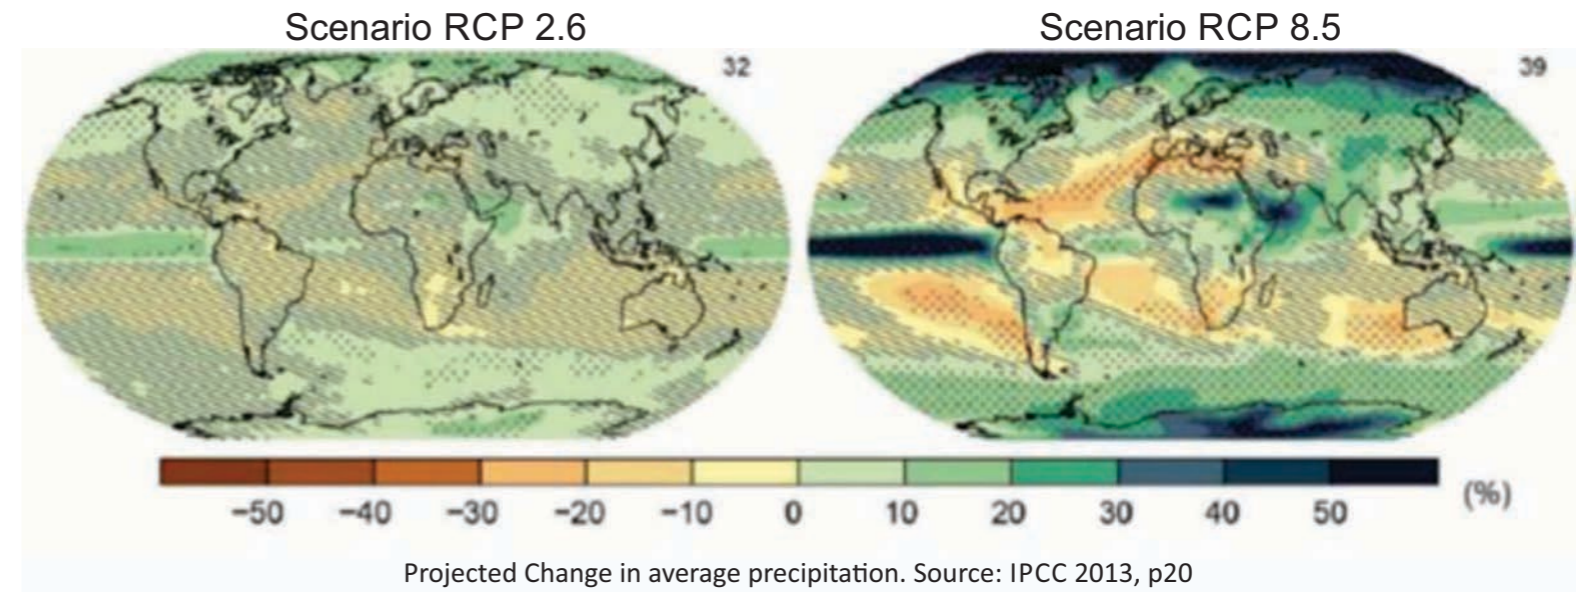 Scenario RCP 2.6
Scenario RCP 8.5
32
39
−50 −40 −30 −20 −10 0 10 20 30 40 50
(%)
Projected Change in average precipitation. Source: IPCC 2013, p20